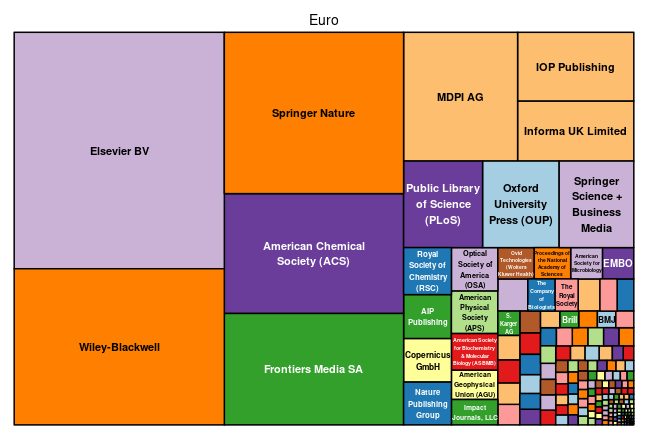 Euro
Elsevier BV
Wiley-Blackwell
Springer Nature
American Chemical
Society (ACS)
Frontiers Media SA
MDPI AG
IOP Publishing
Informa UK Limited
Public Library
of Science
(PLoS)
Oxford
University
Press (OUP)
Springer
Science +
Business
Media
Royal
Society of
Chemistry
(RSC)
AIP
Publishing
Copernicus
GmbH
Nature
Publishing
Group
Optical
Society of
America
(OSA)
American
Physical
Society
(APS)
American Society
for Biochemistry
& Molecular
Biology (ASBMB)
American
Geophysical
Union (AGU)
Impact
Journals, LLC
Ovid
Technologies
(Wolters
Kluwer Health)
Proceedings of
the National
Academy of
Sciences
American
Society for
Microbiology
EMBO
The
Company
of
Biologists
The
Royal
Society
S.
Karger
AG
Brill
BMJ